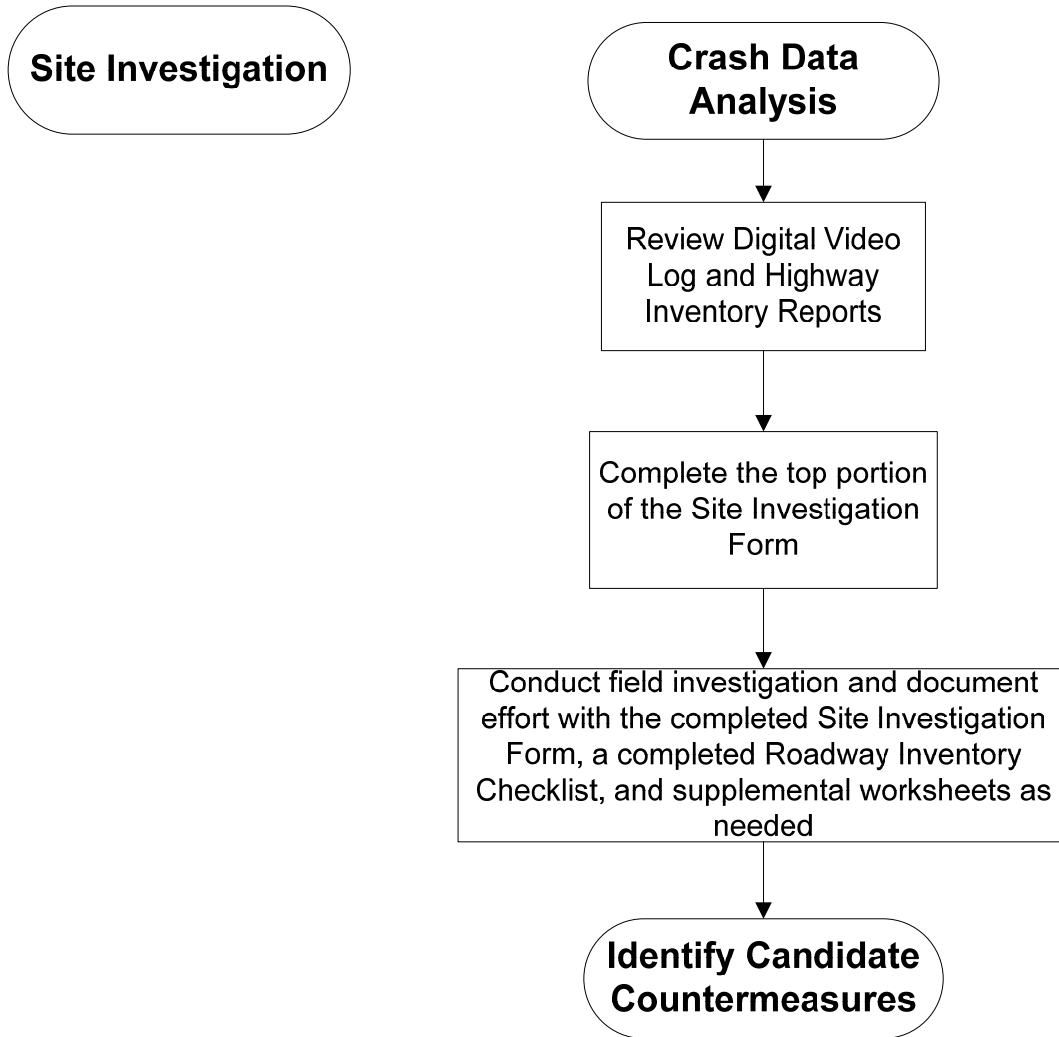 Site Investigation
Crash Data
Analysis
Review Digital Video
Log and Highway
Inventory Reports
Complete the top portion
of the Site Investigation
Form
Conduct field investigation and document
effort with the completed Site Investigation
Form, a completed Roadway Inventory
Checklist, and supplemental worksheets as
needed
Identify Candidate
Countermeasures